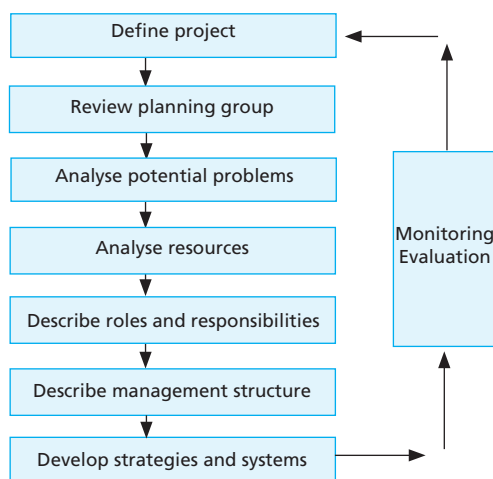 Define project
Review planning group
Analyse potential problems
Analyse resources
Describe roles and responsibilities
Describe management structure
Develop strategies and systems
Monitoring
Evaluation